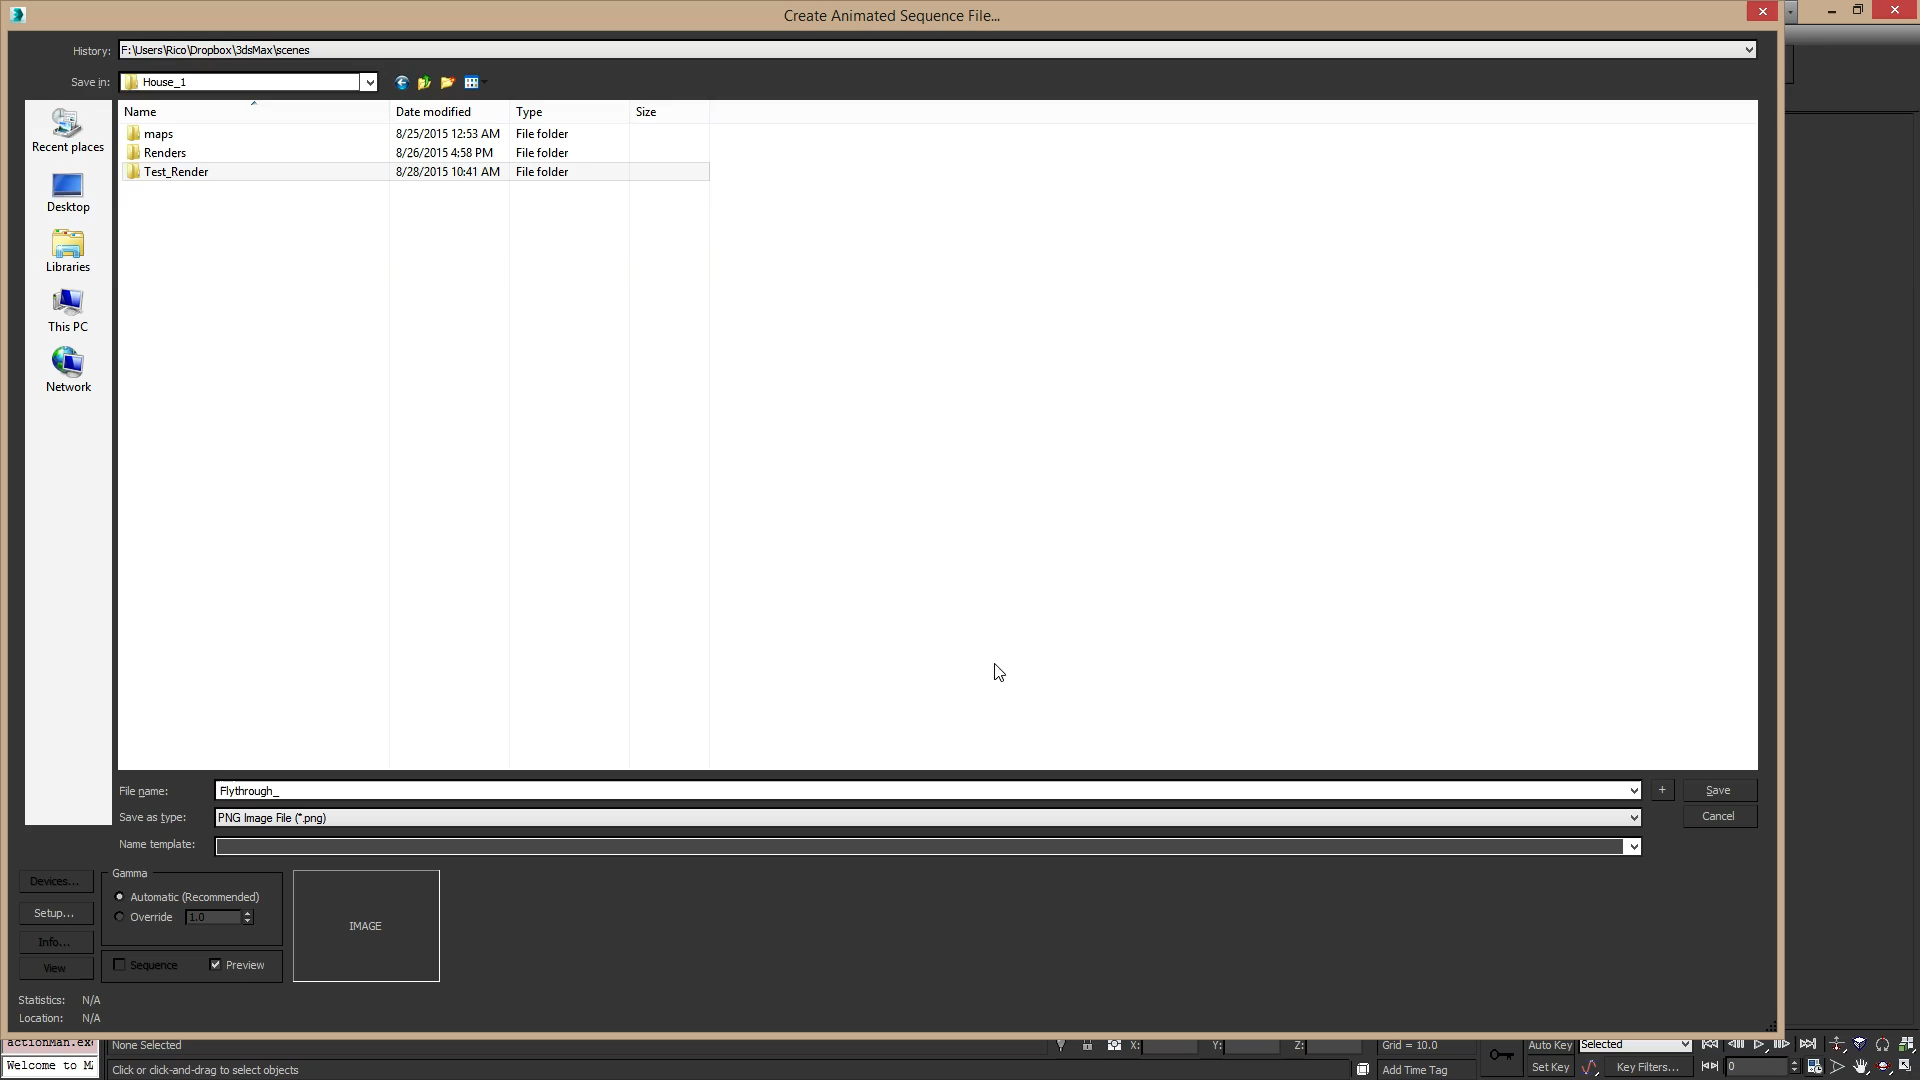 Create Animated Sequence File...
History: F:\Users\Rico\Dropbox\3dsMax\scenes
Save in: House_1
Name Date modified Type Size
maps 8/25/2015 12:53 AM File folder
Renders 8/26/2015 4:58 PM File folder
Test_Render 8/28/2015 10:41 AM File folder
Recent places
Desktop
Libraries
This PC
Network
File name: Flythrough_ + Save
Save as type: PNG Image File (*.png) Cancel
Name template:
Devices...
Setup...
Info...
View
Gamma
Automatic (Recommended)
Override 1.0
Sequence Preview
IMAGE
Statistics: N/A
Location: N/A
actionMan.exe
Welcome to M
None Selected X: Y: Z: Grid = 10.0 Auto Key Selected
Click or click-and-drag to select objects Add Time Tag Set Key Key Filters... 0